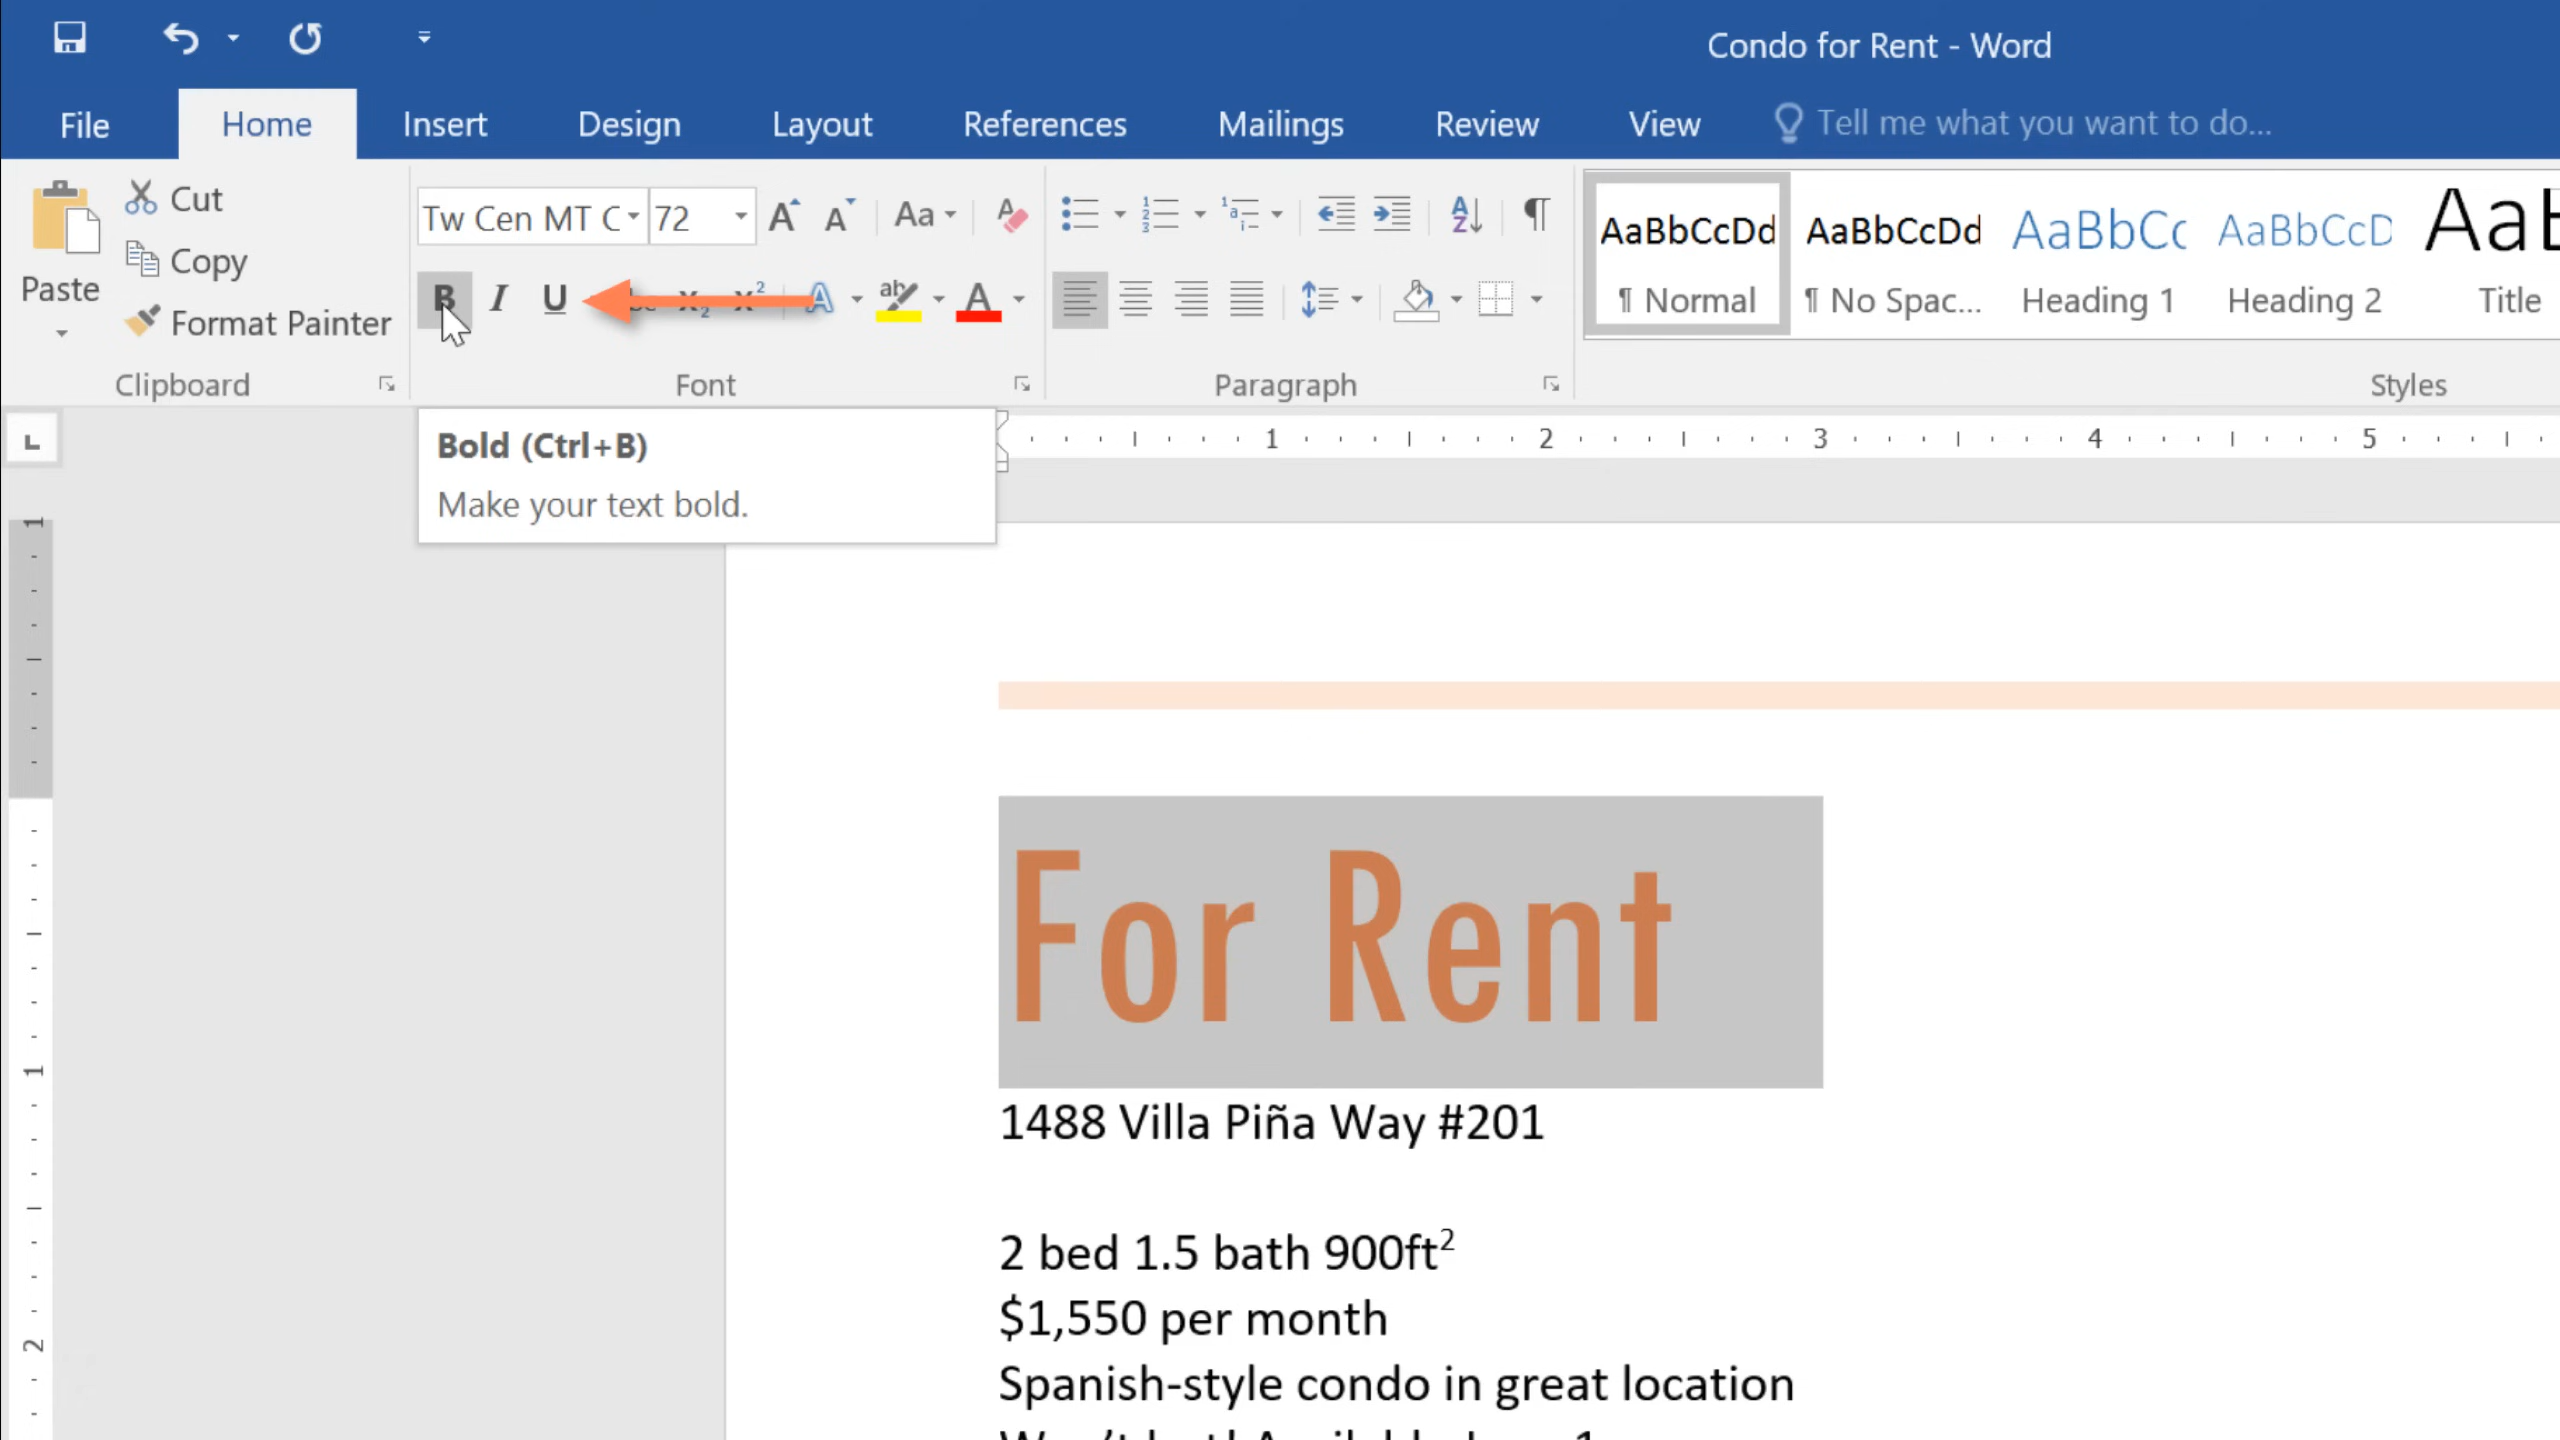 Condo for Rent - Word
File Home Insert Design Layout References Mailings Review View Tell me what you want to do...
Paste
Cut
Copy
Format Painter
Clipboard
Tw Cen MT C 72
B I U
Font
Paragraph
AaBbCcDd AaBbCcDd AaBbCc AaBbCcD
¶ Normal ¶ No Spac... Heading 1 Heading 2 Title
Styles
Bold (Ctrl+B)
Make your text bold.
1 2 3 4 5
1
1
2
For Rent
1488 Villa Piña Way #201
2 bed 1.5 bath 900ft²
$1,550 per month
Spanish-style condo in great location